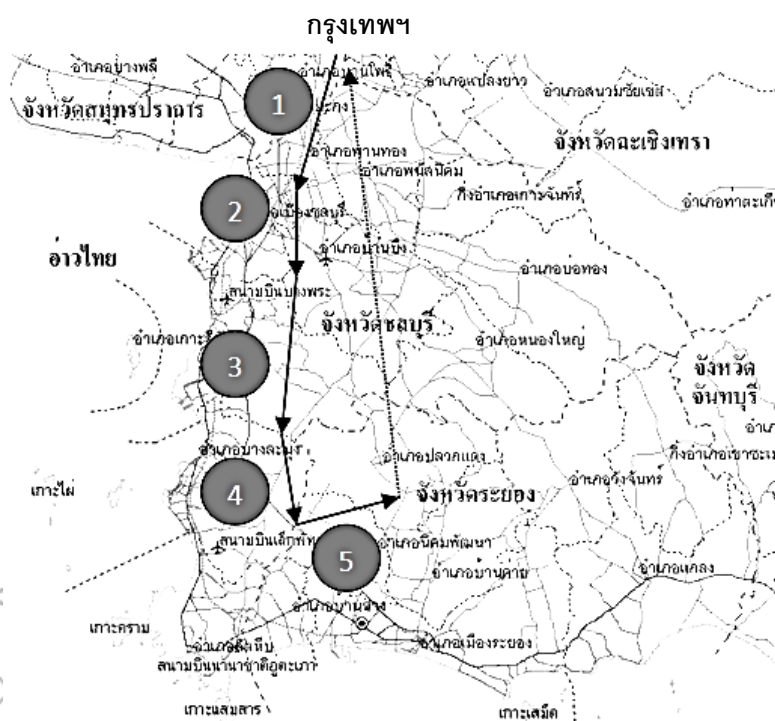 กรุงเทพฯ
อำเภอบางพลี
อำเภอบ้านโพธิ์
อำเภอแปลงยาว
อำเภอสนามชัยเขต
1
จังหวัดสมุทรปราการ
ปะกง
จังหวัดฉะเชิงเทรา
อำเภอพานทอง
อำเภอพนัสนิคม
กิ่งอำเภอเกาะจันทร์
อำเภอท่าตะเกีย
2
อเมืองชลบุรี
อ่าวไทย
อำเภอบ้านบึง
อำเภอบ่อทอง
สนามบินบางพระ
จังหวัดชลบุรี
อำเภอเกาะ
อำเภอหนองใหญ่
3
จังหวัด
จันทบุรี
อำเภอบางละมุง
อำเภอปลวกแดง
กิ่งอำเภอเขาชะเม
อำเภอวังจันทร์
เกาะไผ่
4
จังหวัดระยอง
สนามบินเล็กพัท
อำเภอนิคมพัฒนา
5
อำเภอบ้านค่าย
อำเภอแกลง
อำเภอบ้านฉาง
เกาะคราม
อำเภอสัตหีบ
อำเภอเมืองระยอง
สนามบินนานาชาติอู่ตะเภา
เกาะแสมสาร
เกาะเสม็ด